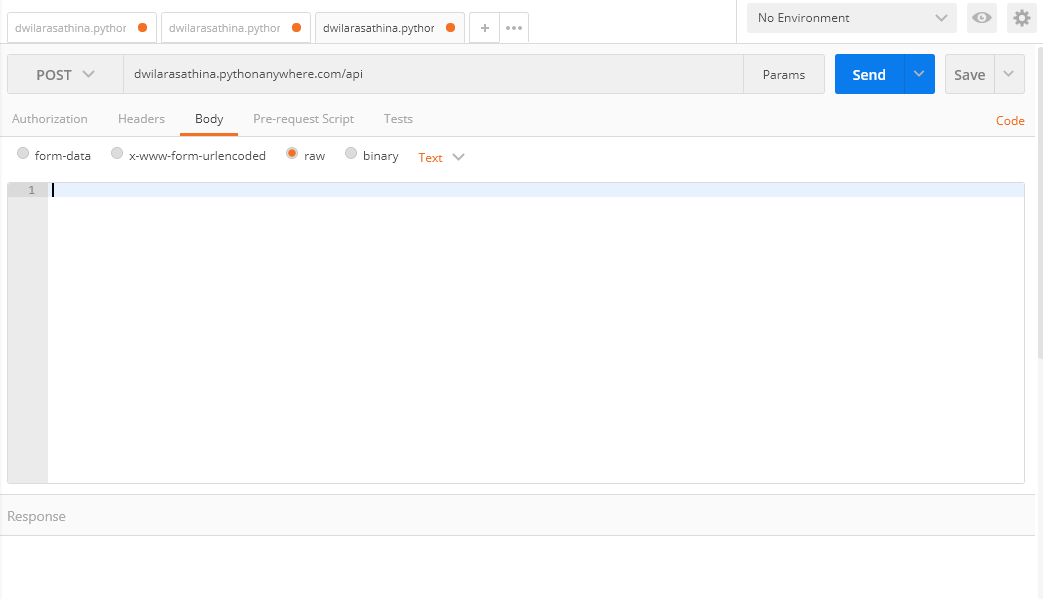 dwilarasathina.pythor dwilarasathina.pythor dwilarasathina.pythor + ••• No Environment
POST dwilarasathina.pythonanywhere.com/api Params Send Save
Authorization Headers Body Pre-request Script Tests Code
form-data x-www-form-urlencoded raw binary Text
1
Response